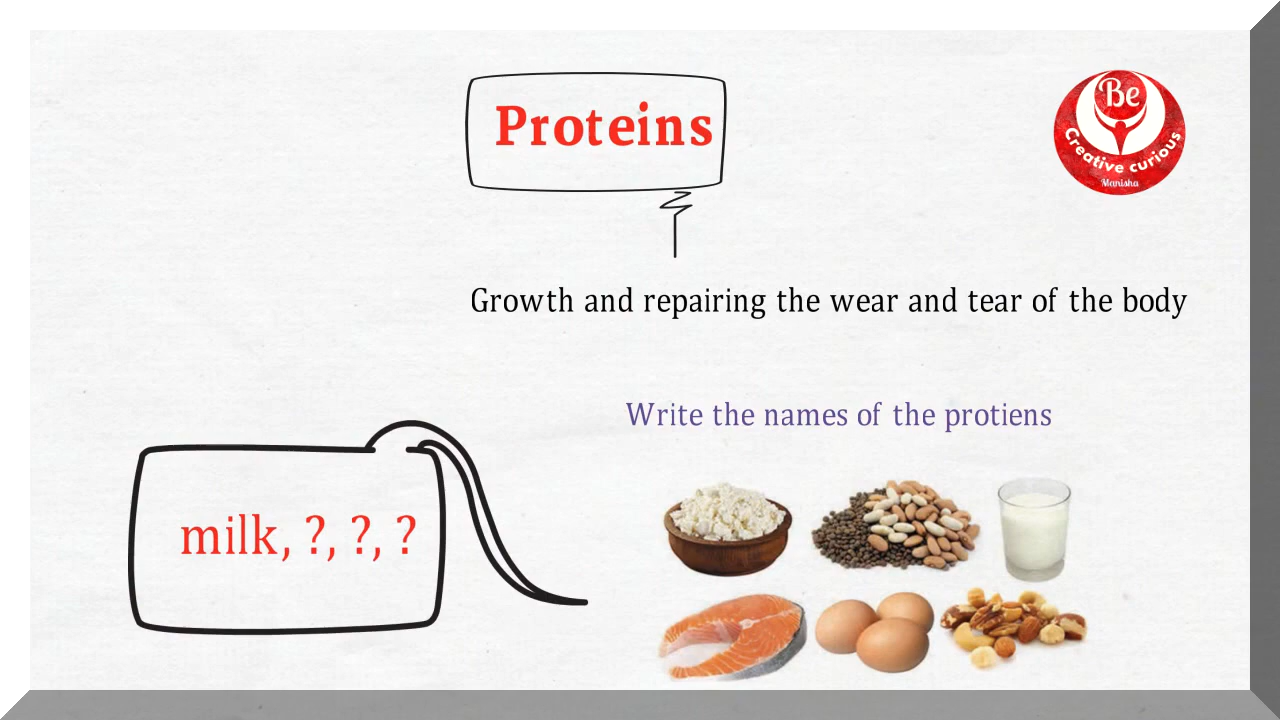 Proteins
Be
Creative curious
Manisha
Growth and repairing the wear and tear of the body
Write the names of the protiens
milk, ?, ?, ?